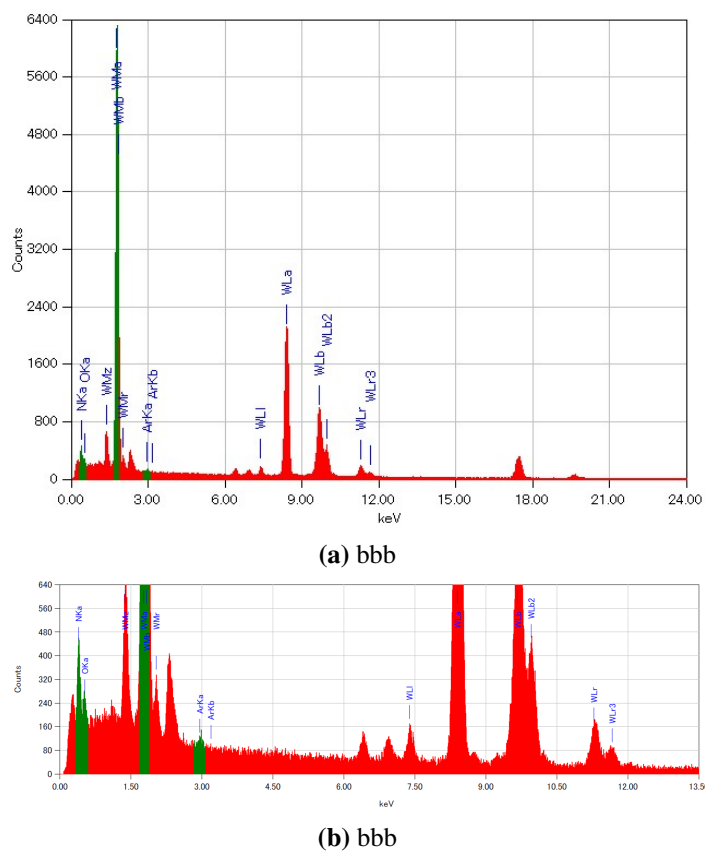 6400
5600
4800
4000
3200
2400
1600
800
0
Counts
NKa
OKa
WMz
WMa
WMb
WMr
ArKa
ArKb
WLl
WLa
WLb
WLb2
WLr
WLr3
0.00 3.00 6.00 9.00 12.00 15.00 18.00 21.00 24.00
keV
(a) bbb
640
560
480
400
320
240
160
80
0
Counts
NKa
OKa
WMz
WMa
WMb
WMr
ArKa
ArKb
WLl
WLa
WLb
WLb2
WLr
WLr3
0.00 1.50 3.00 4.50 6.00 7.50 9.00 10.50 12.00 13.50
keV
(b) bbb